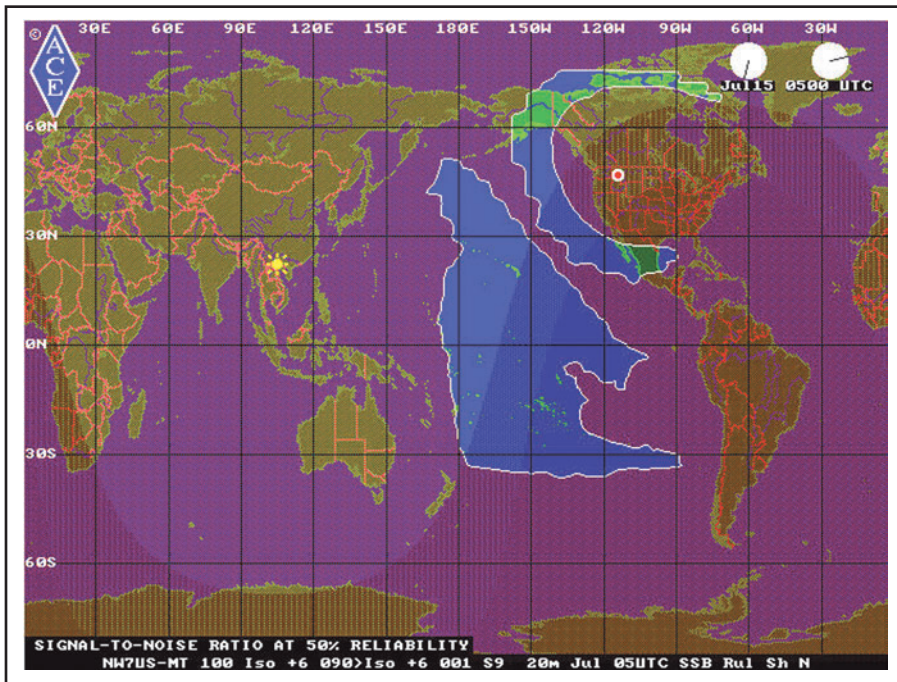 © 30E 60E 90E 120E 150E 180E 150W 120W 90W 60W 30W
ACE
Jul15 0500 UTC
60N
30N
0N
30S
60S
SIGNAL-TO-NOISE RATIO AT 50% RELIABILITY
NW7US-MT 100 Iso +6 090>Iso +6 001 S9 20m Jul 05UTC SSB Rul Sh N